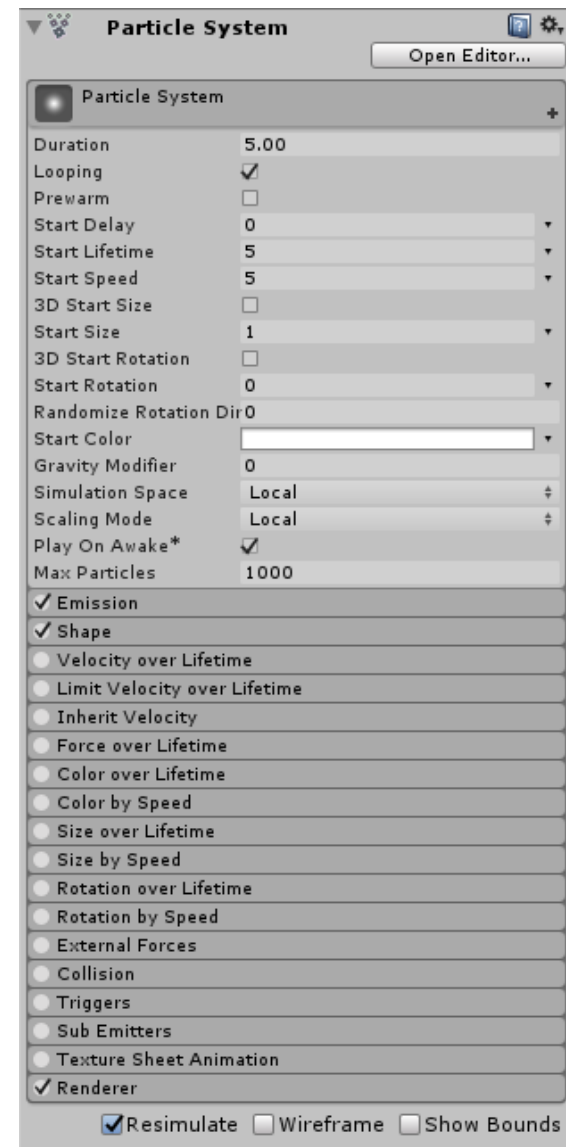 Particle System
Open Editor...
Particle System
Duration 5.00
Looping
Prewarm
Start Delay 0
Start Lifetime 5
Start Speed 5
3D Start Size
Start Size 1
3D Start Rotation
Start Rotation 0
Randomize Rotation Dir 0
Start Color
Gravity Modifier 0
Simulation Space Local
Scaling Mode Local
Play On Awake*
Max Particles 1000
Emission
Shape
Velocity over Lifetime
Limit Velocity over Lifetime
Inherit Velocity
Force over Lifetime
Color over Lifetime
Color by Speed
Size over Lifetime
Size by Speed
Rotation over Lifetime
Rotation by Speed
External Forces
Collision
Triggers
Sub Emitters
Texture Sheet Animation
Renderer
Resimulate Wireframe Show Bounds